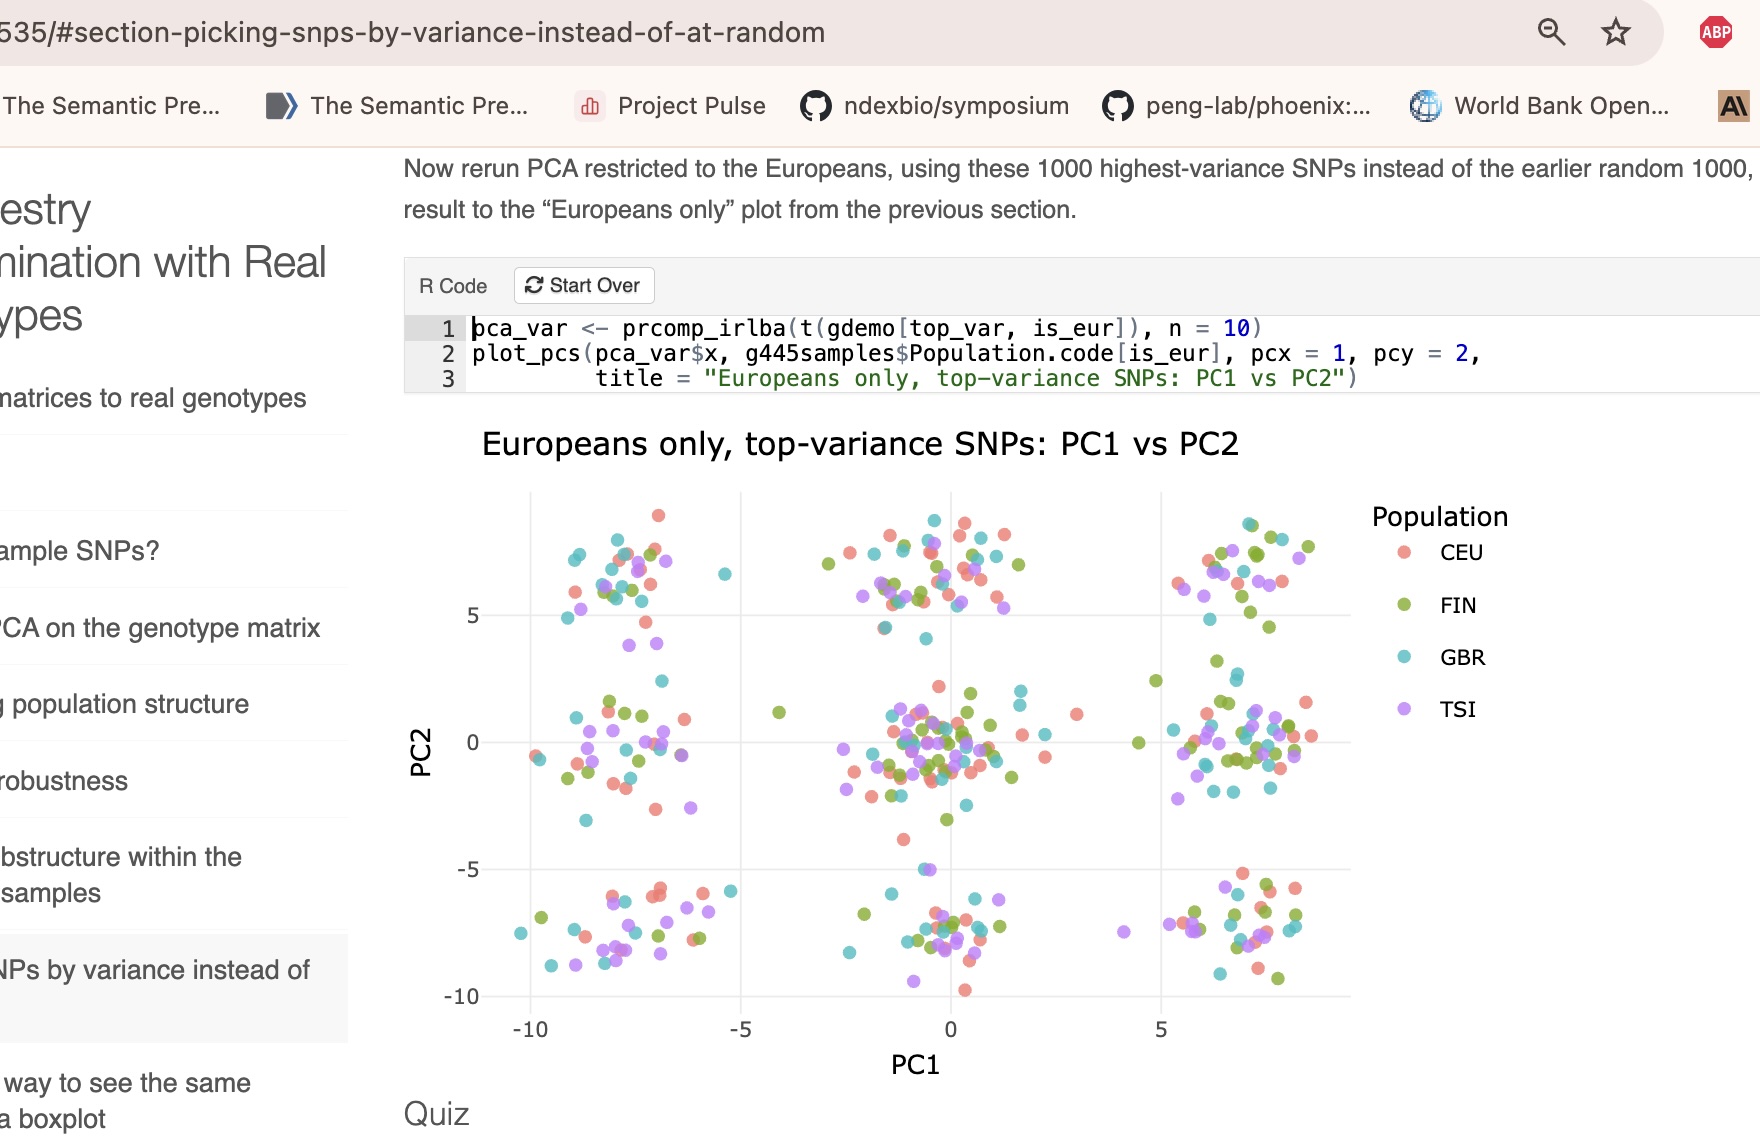 535/#section-picking-snps-by-variance-instead-of-at-random
ABP
The Semantic Pre...
The Semantic Pre...
Project Pulse
ndexbio/symposium
peng-lab/phoenix:...
World Bank Open...
A\
estry
mination with Real
ypes
matrices to real genotypes
ample SNPs?
PCA on the genotype matrix
g population structure
robustness
bstructure within the
samples
NPs by variance instead of
way to see the same
a boxplot
Now rerun PCA restricted to the Europeans, using these 1000 highest-variance SNPs instead of the earlier random 1000,
result to the “Europeans only” plot from the previous section.
R Code
Start Over
1 pca_var <- prcomp_irlba(t(gdemo[top_var, is_eur]), n = 10)
2 plot_pcs(pca_var$x, g445samples$Population.code[is_eur], pcx = 1, pcy = 2,
3 title = "Europeans only, top-variance SNPs: PC1 vs PC2")
Europeans only, top-variance SNPs: PC1 vs PC2
Population
CEU
FIN
GBR
TSI
PC2
5
0
-5
-10
-10
-5
0
5
PC1
Quiz